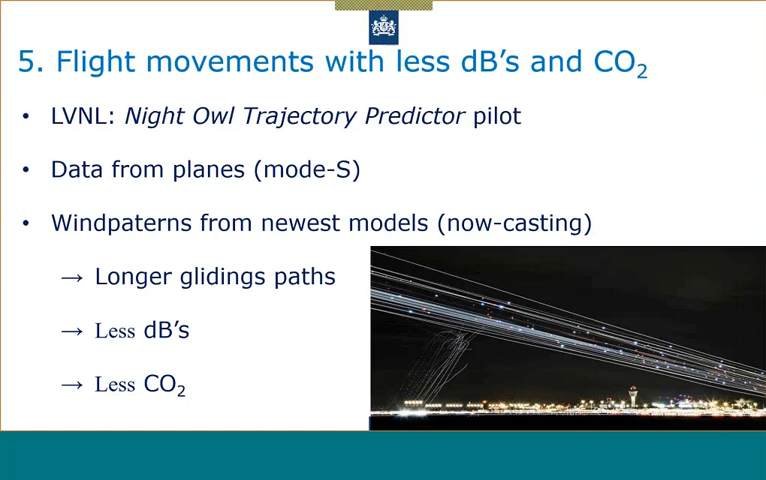 5. Flight movements with less dB's and CO₂
• LVNL: Night Owl Trajectory Predictor pilot
• Data from planes (mode-S)
• Windpaterns from newest models (now-casting)
→ Longer glidings paths
→ Less dB's
→ Less CO₂